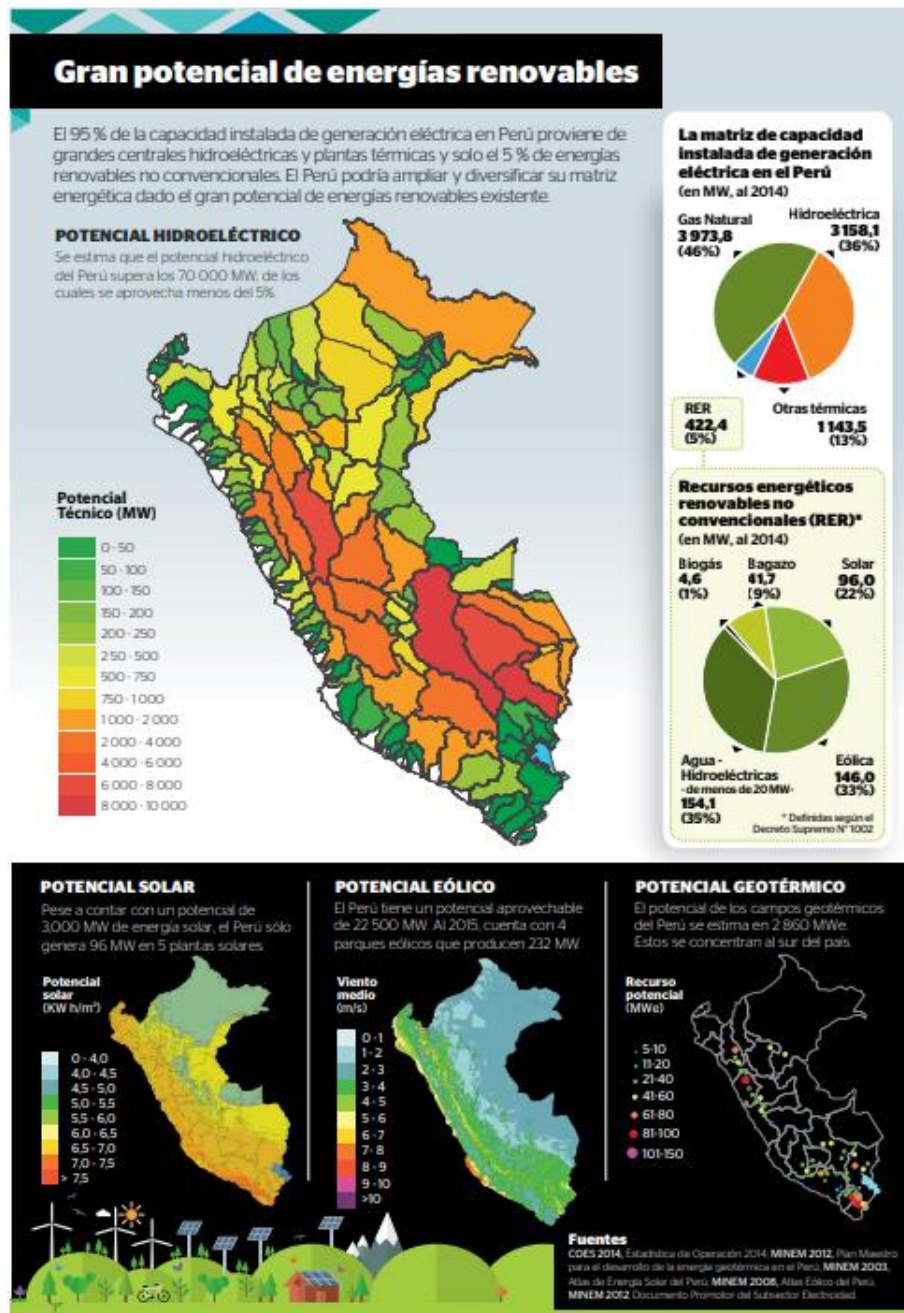 Gran potencial de energías renovables
El 95 % de la capacidad instalada de generación eléctrica en Perú proviene de
grandes centrales hidroeléctricas y plantas térmicas y solo el 5 % de energías
renovables no convencionales. El Perú podría ampliar y diversificar su matriz
energética dado el gran potencial de energías renovables existente.
POTENCIAL HIDROELÉCTRICO
Se estima que el potencial hidroeléctrico
del Perú supera los 70 000 MW, de los
cuales se aprovecha menos del 5%
Potencial
Técnico (MW)
0 - 50
50 - 100
100 - 150
150 - 200
200 - 250
250 - 500
500 - 750
750 - 1 000
1 000 - 2 000
2 000 - 4 000
4 000 - 6 000
6 000 - 8 000
8 000 - 10 000
La matriz de capacidad
instalada de generación
eléctrica en el Perú
(en MW, al 2014)
Gas Natural
3 973,8
(46%)
Hidroeléctrica
3 158,1
(36%)
RER
422,4
(5%)
Otras térmicas
1 143,5
(13%)
Recursos energéticos
renovables no
convencionales (RER)*
(en MW, al 2014)
Biogás
4,6
(1%)
Bagazo
41,7
(9%)
Solar
96,0
(22%)
Agua -
Hidroeléctricas
- de menos de 20 MW -
154,1
(35%)
Eólica
146,0
(33%)
* Definidas según el
Decreto Supremo N° 1002
POTENCIAL SOLAR
Pese a contar con un potencial de
3,000 MW de energía solar, el Perú sólo
genera 96 MW en 5 plantas solares
Potencial
solar
(KW h/m²)
0 - 4,0
4,0 - 4,5
4,5 - 5,0
5,0 - 5,5
5,5 - 6,0
6,0 - 6,5
6,5 - 7,0
7,0 - 7,5
> 7,5
POTENCIAL EÓLICO
El Perú tiene un potencial aprovechable
de 22 500 MW. Al 2015, cuenta con 4
parques eólicos que producen 232 MW
Viento
medio
(m/s)
0 - 1
1 - 2
2 - 3
3 - 4
4 - 5
5 - 6
6 - 7
7 - 8
8 - 9
9 - 10
>10
POTENCIAL GEOTÉRMICO
El potencial de los campos geotérmicos
del Perú se estima en 2 860 MWe.
Estos se concentran al sur del país.
Recurso
potencial
(MWe)
5-10
11-20
21-40
41-60
61-80
81-100
101-150
Fuentes
COES 2014, Estadística de Operación 2014, MINEM 2012, Plan Maestro
para el desarrollo de la energía geotérmica en el Perú, MINEM 2003,
Atlas de Energía Solar del Perú, MINEM 2008, Atlas Eólico del Perú.
MINEM 2012, Documento Promotor del Subsector Electricidad